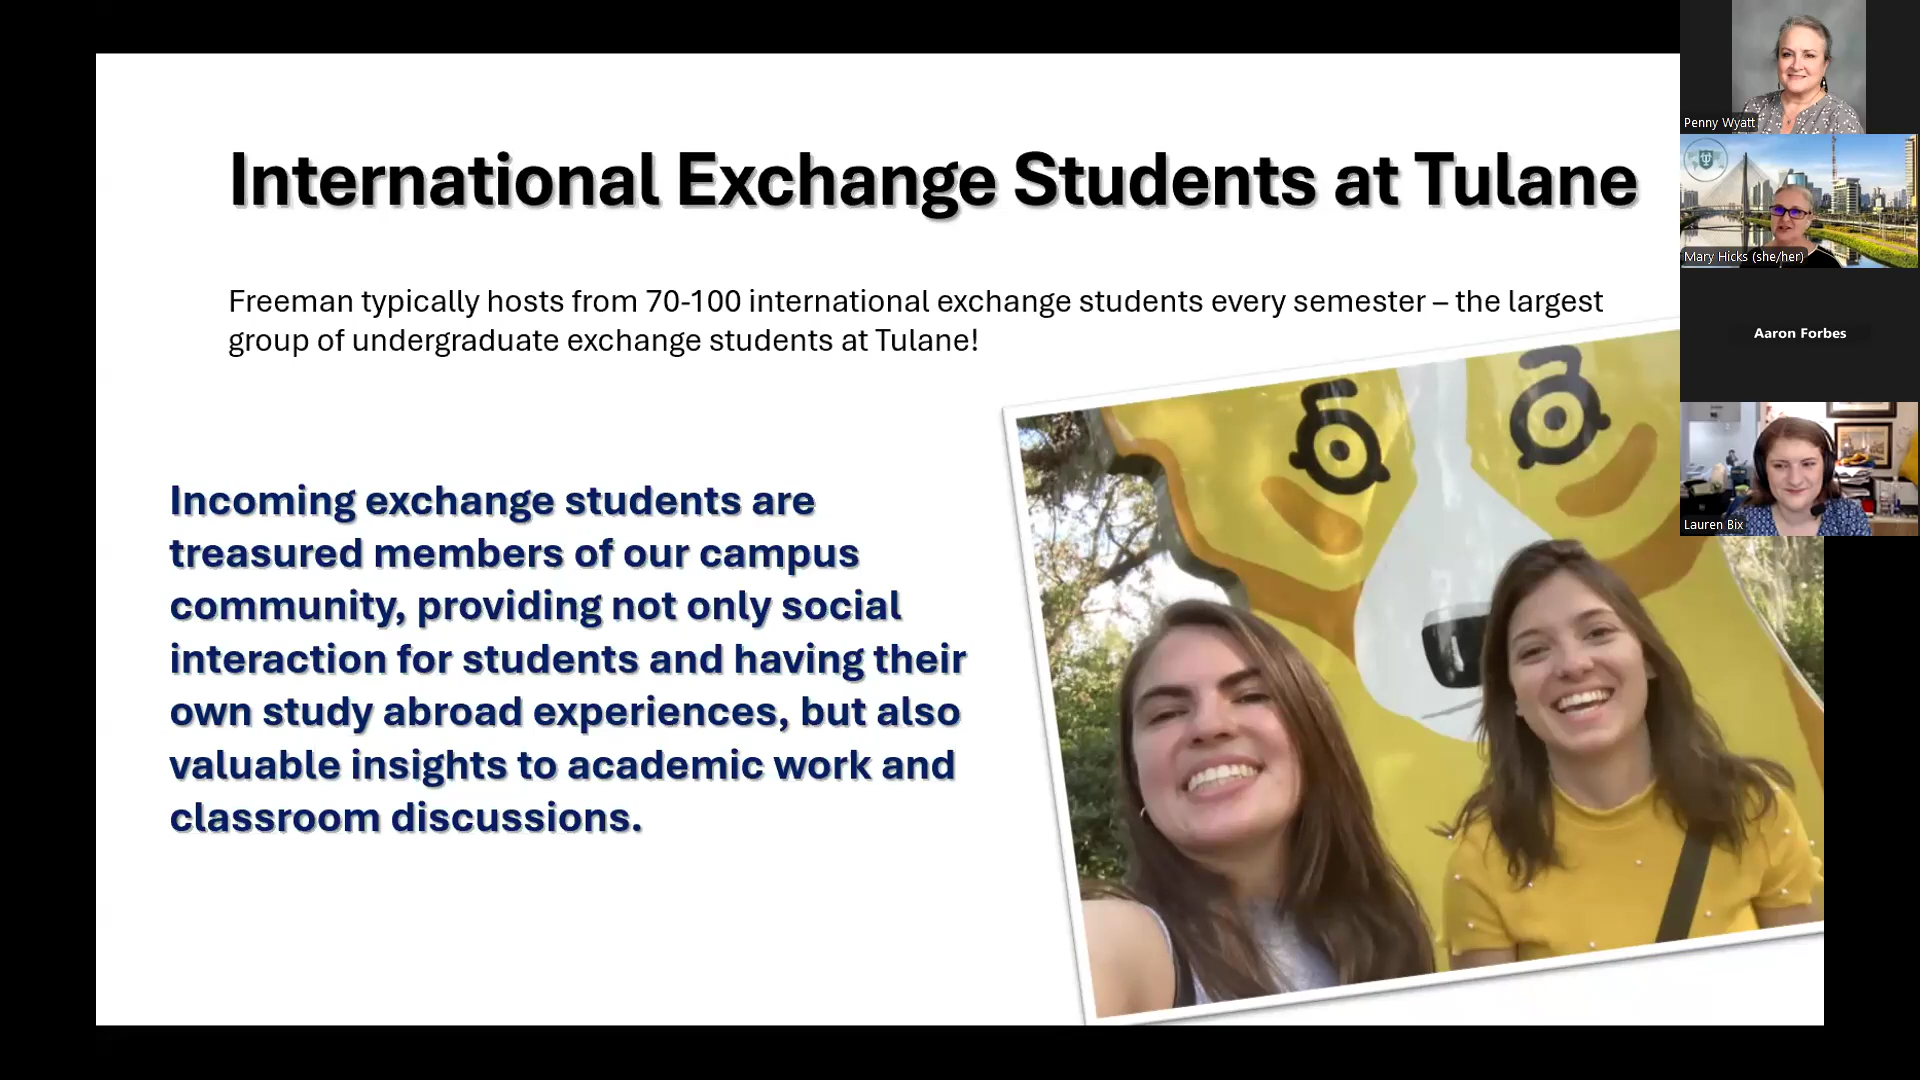 International Exchange Students at Tulane
Freeman typically hosts from 70-100 international exchange students every semester – the largest
group of undergraduate exchange students at Tulane!
Incoming exchange students are
treasured members of our campus
community, providing not only social
interaction for students and having their
own study abroad experiences, but also
valuable insights to academic work and
classroom discussions.
Penny Wyatt
Mary Hicks (she/her)
Aaron Forbes
Lauren Bix